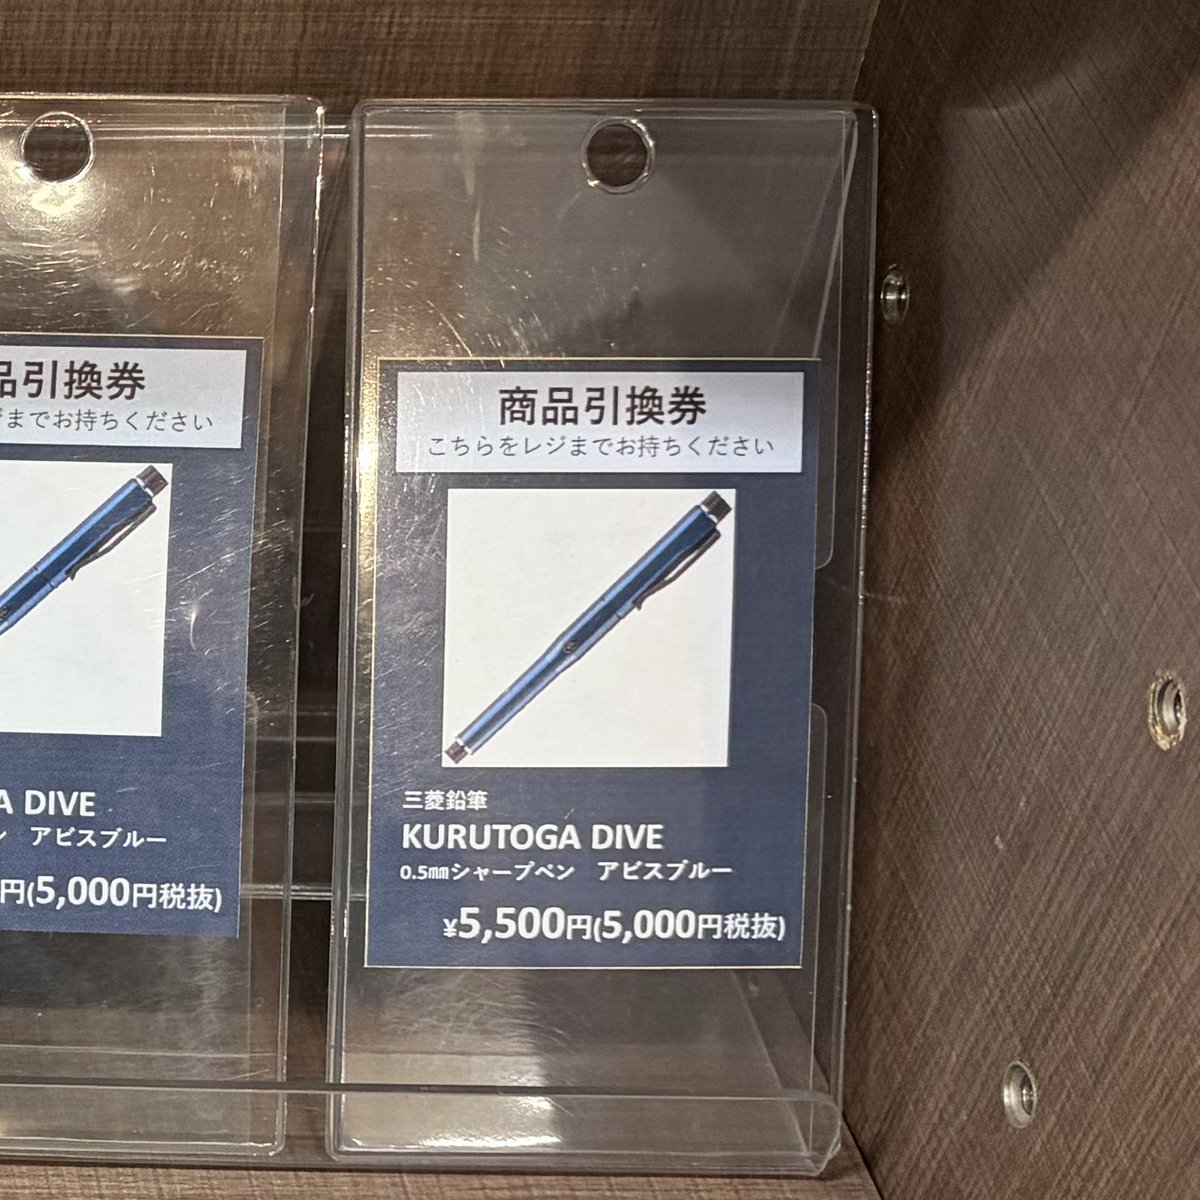 品引換券
ジまでお持ちください
A DIVE
ン アビスブルー
円(5,000円税抜)
商品引換券
こちらをレジまでお持ちください
三菱鉛筆
KURUTOGA DIVE
0.5㎜シャープペン アビスブルー
¥5,500円(5,000円税抜)